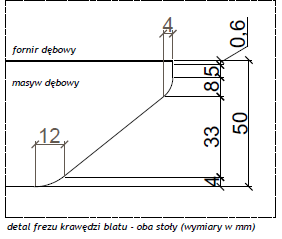 4
0,6
fornir dębowy
masyw dębowy
5
8
12
33
50
4
detal frezu krawędzi blatu - oba stoły (wymiary w mm)